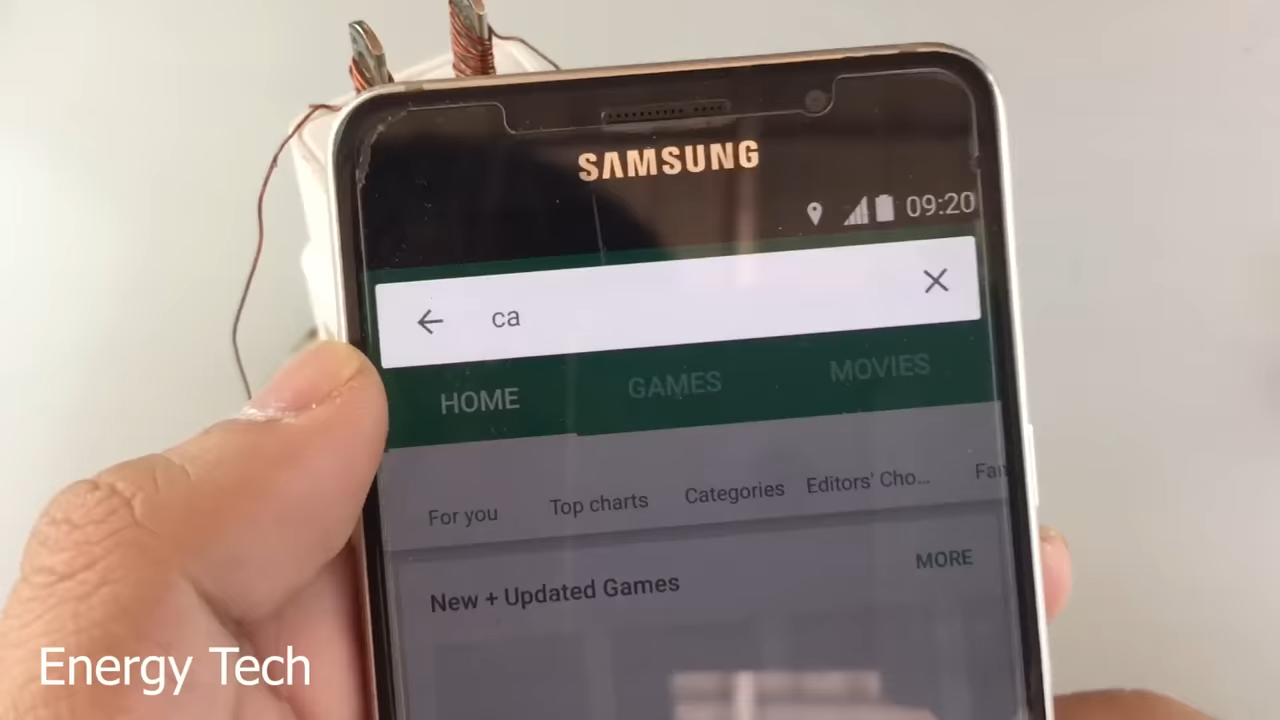 SAMSUNG
09:20
ca
HOME GAMES MOVIES
For you Top charts Categories Editors' Cho... Fam
New + Updated Games MORE
Energy Tech